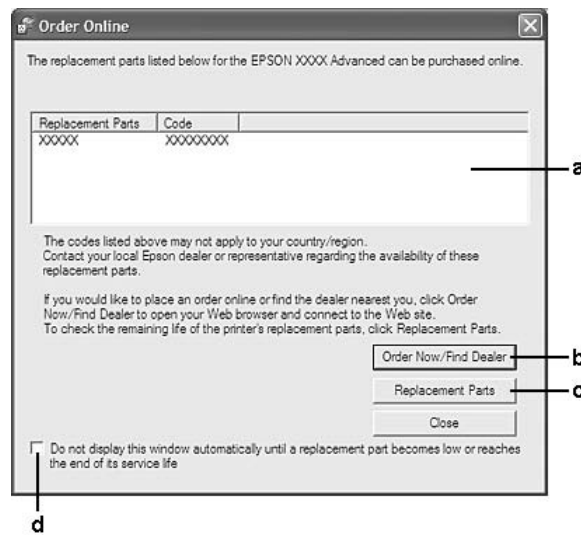 Order Online
The replacement parts listed below for the EPSON XXXX Advanced can be purchased online.
Replacement Parts Code
XXXXX XXXXXXXX
a
The codes listed above may not apply to your country/region.
Contact your local Epson dealer or representative regarding the availability of these
replacement parts.
If you would like to place an order online or find the dealer nearest you, click Order
Now/Find Dealer to open your Web browser and connect to the Web site.
To check the remaining life of the printer's replacement parts, click Replacement Parts.
Order Now/Find Dealer b
Replacement Parts c
Close
Do not display this window automatically until a replacement part becomes low or reaches
the end of its service life
d